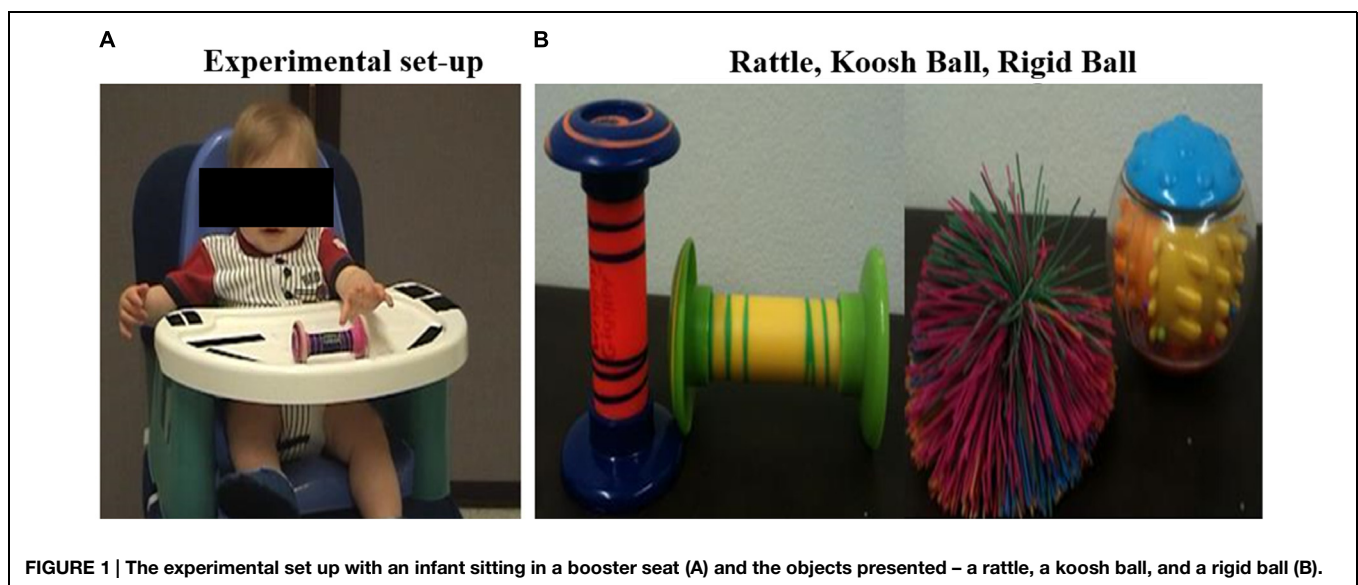 A
Experimental set-up
B
Rattle, Koosh Ball, Rigid Ball
FIGURE 1 | The experimental set up with an infant sitting in a booster seat (A) and the objects presented – a rattle, a koosh ball, and a rigid ball (B).